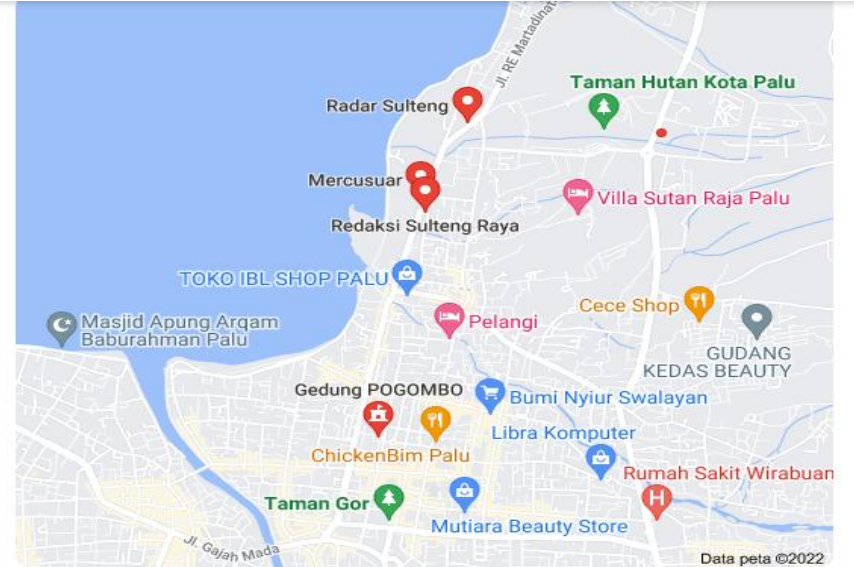 Jl. RE Martadinata
Taman Hutan Kota Palu
Radar Sulteng
Mercusuar
Villa Sutan Raja Palu
Redaksi Sulteng Raya
TOKO IBL SHOP PALU
Cece Shop
Masjid Apung Arqam
Baburahman Palu
Pelangi
GUDANG
KEDAS BEAUTY
Gedung POGOMBO
Bumi Nyiur Swalayan
ChickenBim Palu
Libra Komputer
Rumah Sakit Wirabuan
Taman Gor
Mutiara Beauty Store
Jl. Gajah Mada
H
Data peta ©2022